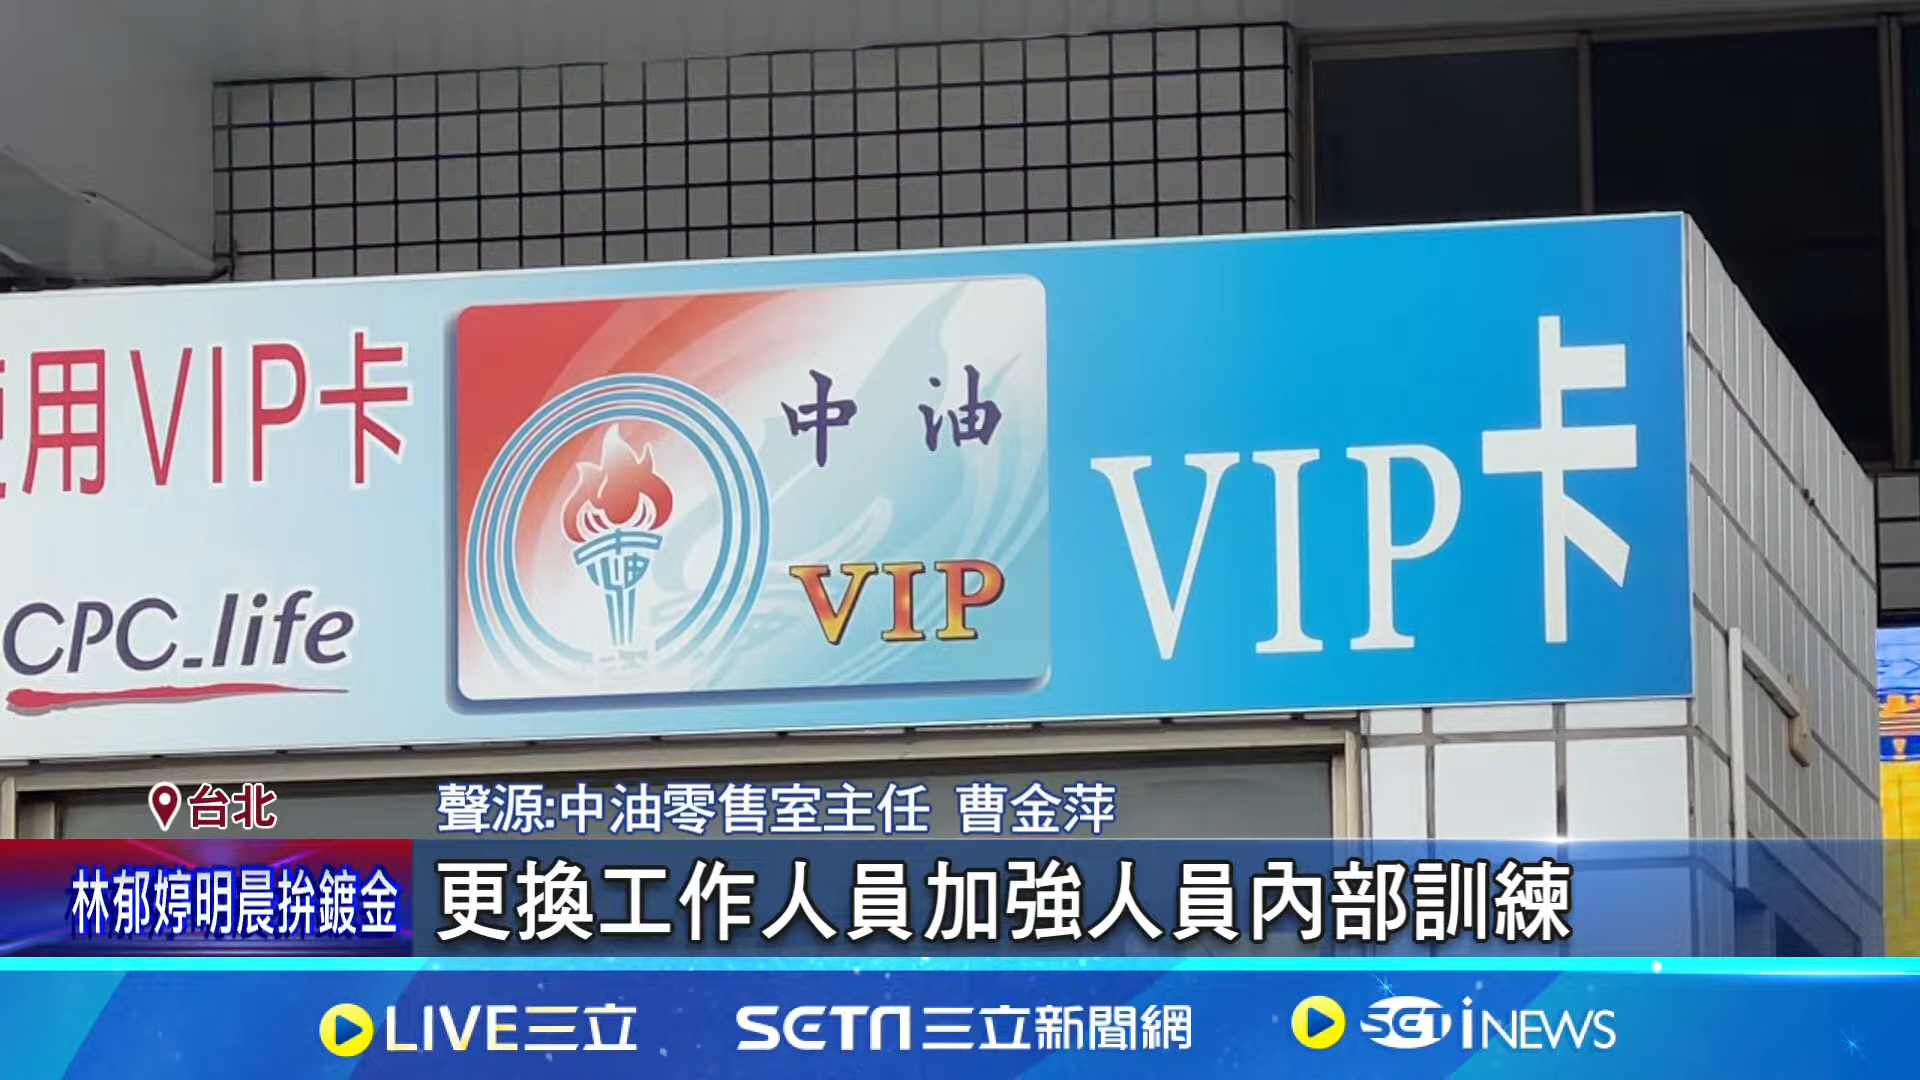 使用VIP卡
CPC_life
中油
VIP
VIP卡
台北
聲源:中油零售室主任 曹金萍
林郁婷明晨拚鍍金
更換工作人員加強人員內部訓練
LIVE三立
SETN三立新聞網
SETiNEWS